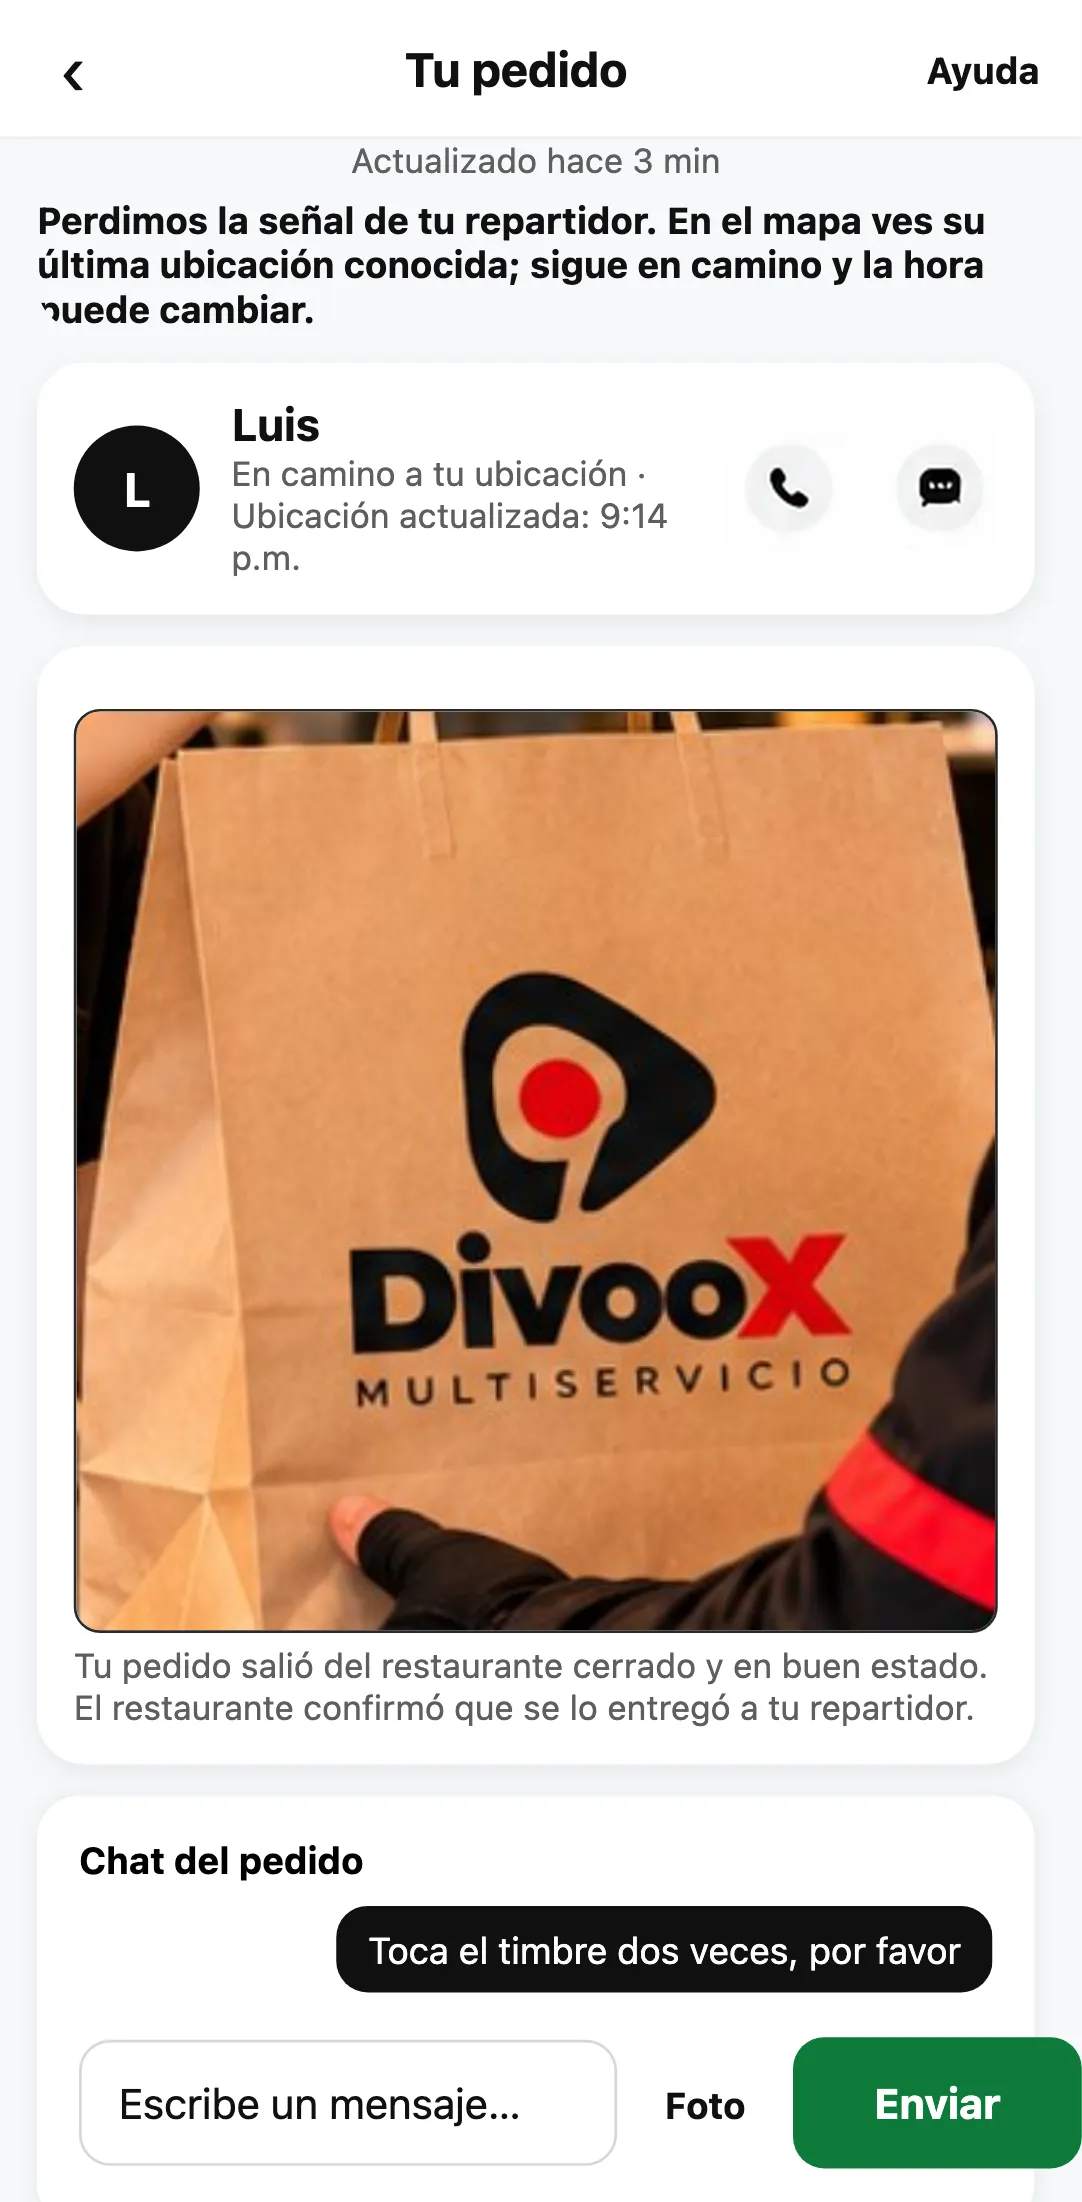 Tu pedido
Ayuda
Actualizado hace 3 min
Perdimos la señal de tu repartidor. En el mapa ves su
última ubicación conocida; sigue en camino y la hora
puede cambiar.
L
Luis
En camino a tu ubicación ·
Ubicación actualizada: 9:14
p.m.
DivooX
MULTISERVICIO
Tu pedido salió del restaurante cerrado y en buen estado.
El restaurante confirmó que se lo entregó a tu repartidor.
Chat del pedido
Toca el timbre dos veces, por favor
Escribe un mensaje...
Foto
Enviar